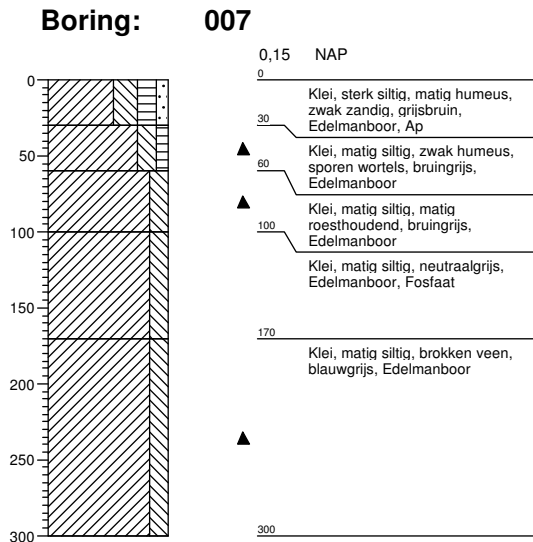 Boring: 007
0,15 NAP
0
Klei, sterk siltig, matig humeus,
zwak zandig, grijsbruin,
Edelmanboor, Ap
30
Klei, matig siltig, zwak humeus,
sporen wortels, bruingrijs,
Edelmanboor
60
Klei, matig siltig, matig
roesthoudend, bruingrijs,
Edelmanboor
100
Klei, matig siltig, neutraalgrijs,
Edelmanboor, Fosfaat
170
Klei, matig siltig, brokken veen,
blauwgrijs, Edelmanboor
300
0
50
100
150
200
250
300